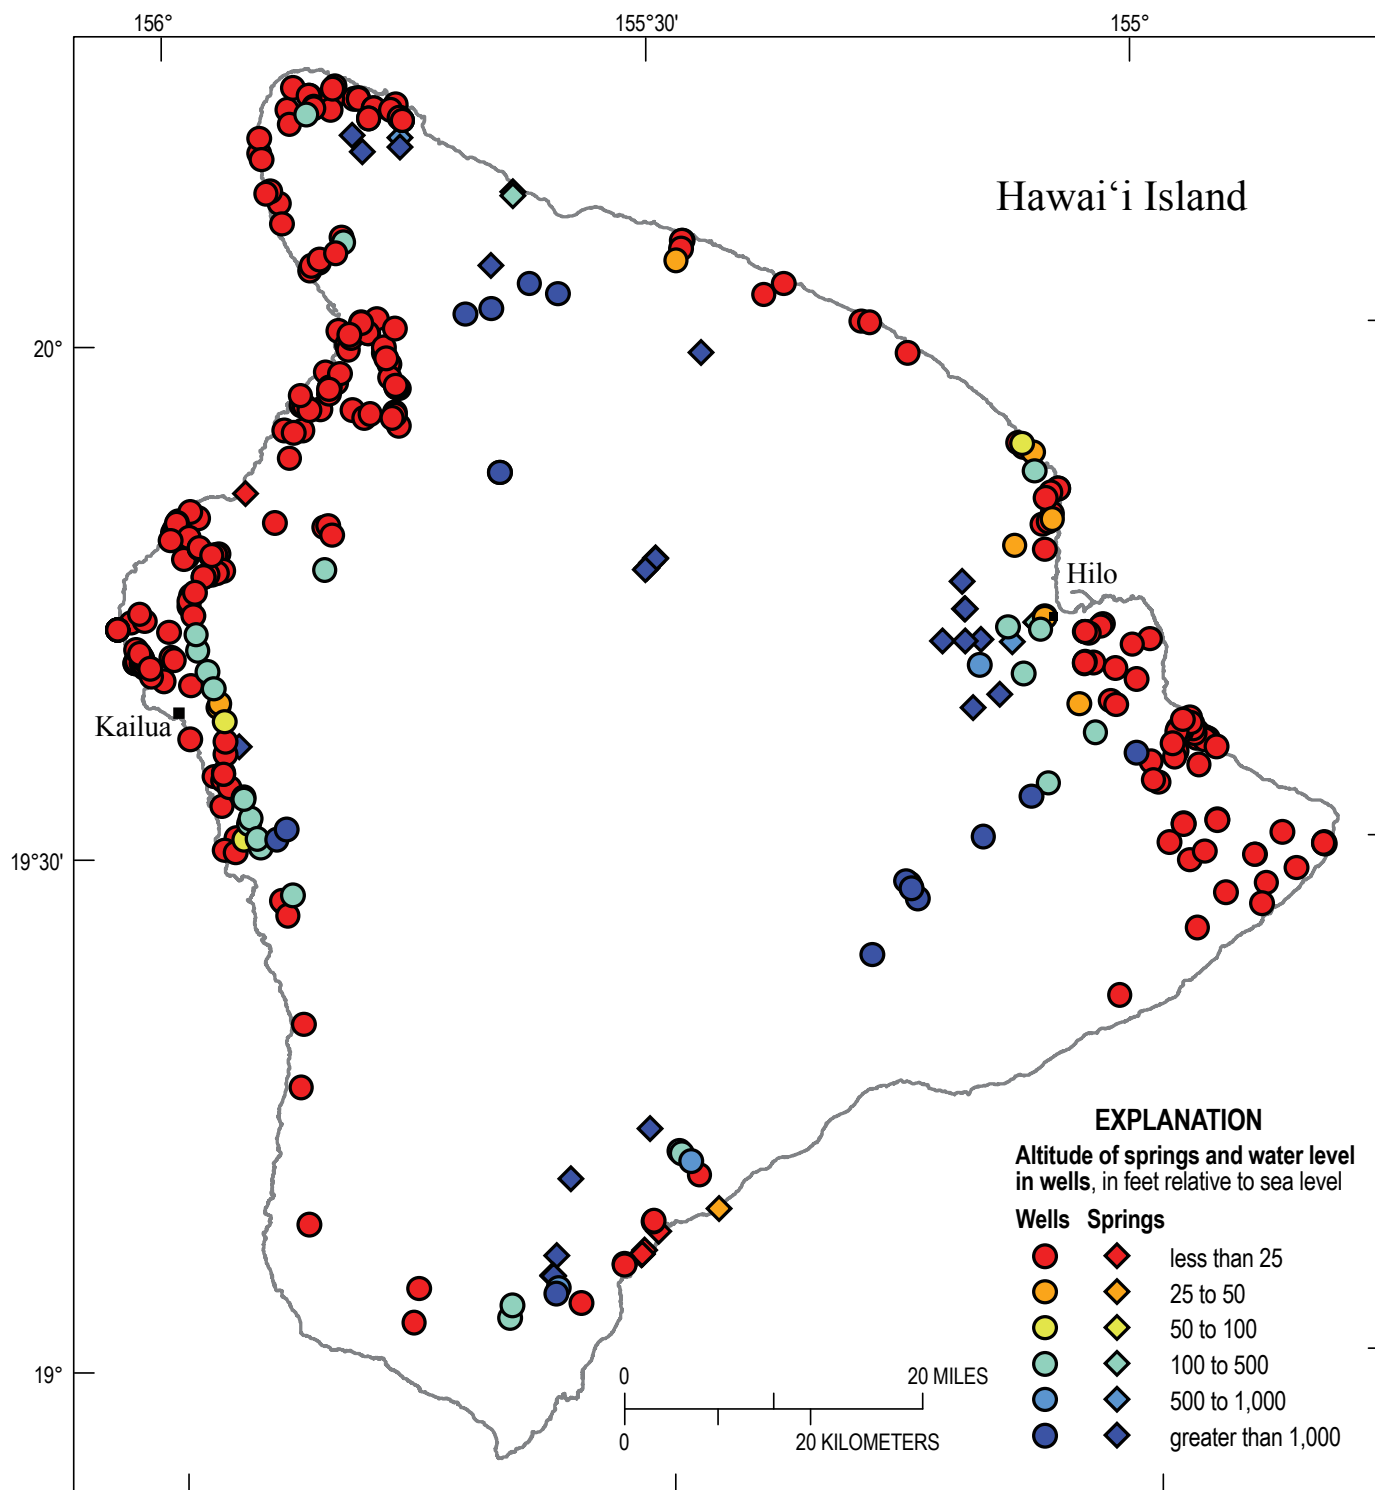 156°
155°30'
155°
Hawai‘i Island
20°
Hilo
Kailua
19°30'
EXPLANATION
Altitude of springs and water level
in wells, in feet relative to sea level
Wells Springs
less than 25
25 to 50
50 to 100
100 to 500
500 to 1,000
greater than 1,000
19°
0 20 MILES
0 20 KILOMETERS